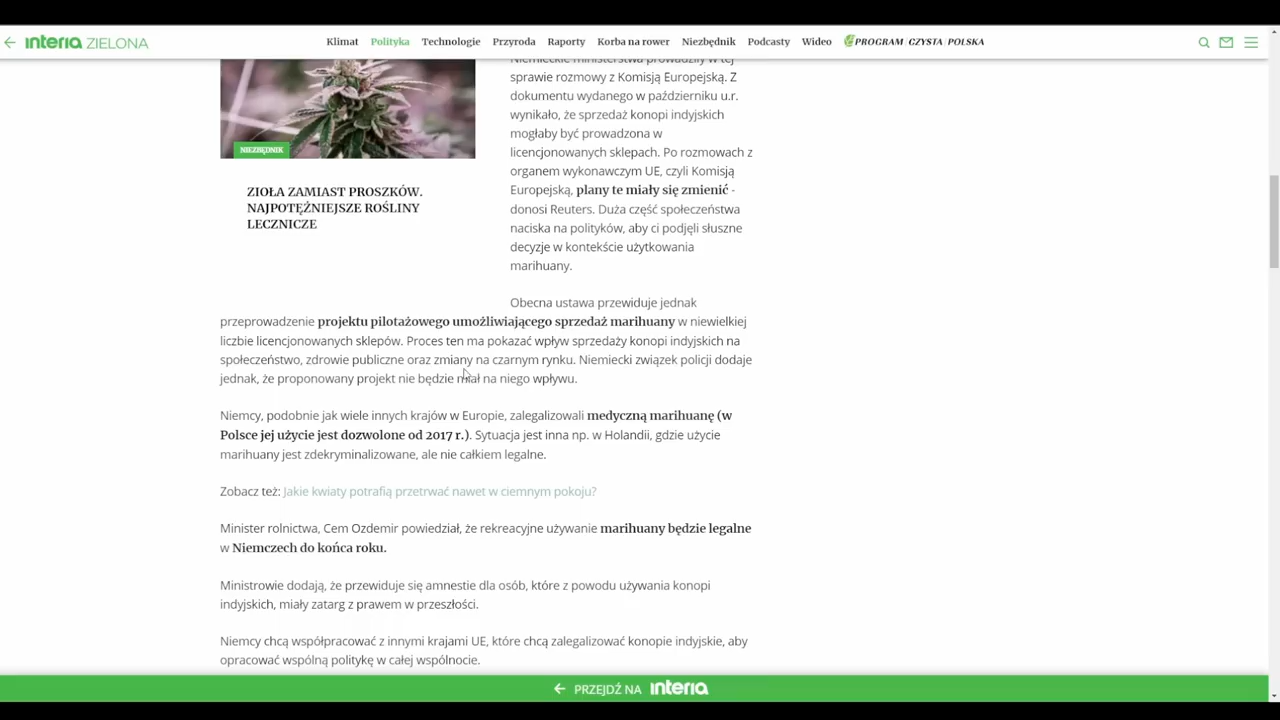 interia ZIELONA
Klimat Polityka Technologie Przyroda Raporty Korba na rower Niezbędnik Podcasty Wideo PROGRAM CZYSTA POLSKA
NIEZBĘDNIK
ZIOŁA ZAMIAST PROSZKÓW.
NAJPOTĘŻNIEJSZE ROŚLINY
LECZNICZE
Niemieckie ministerstwa prowadziły w tej
sprawie rozmowy z Komisją Europejską. Z
dokumentu wydanego w październiku u.r.
wynikało, że sprzedaż konopi indyjskich
mogłaby być prowadzona w
licencjonowanych sklepach. Po rozmowach z
organem wykonawczym UE, czyli Komisją
Europejską, plany te miały się zmienić -
donosi Reuters. Duża część społeczeństwa
naciska na polityków, aby ci podjęli słuszne
decyzje w kontekście użytkowania
marihuany.
Obecna ustawa przewiduje jednak
przeprowadzenie projektu pilotażowego umożliwiającego sprzedaż marihuany w niewielkiej
liczbie licencjonowanych sklepów. Proces ten ma pokazać wpływ sprzedaży konopi indyjskich na
społeczeństwo, zdrowie publiczne oraz zmiany na czarnym rynku. Niemiecki związek policji dodaje
jednak, że proponowany projekt nie będzie miał na niego wpływu.
Niemcy, podobnie jak wiele innych krajów w Europie, zalegalizowali medyczną marihuanę (w
Polsce jej użycie jest dozwolone od 2017 r.). Sytuacja jest inna np. w Holandii, gdzie użycie
marihuany jest zdekryminalizowane, ale nie całkiem legalne.
Zobacz też: Jakie kwiaty potrafią przetrwać nawet w ciemnym pokoju?
Minister rolnictwa, Cem Ozdemir powiedział, że rekreacyjne używanie marihuany będzie legalne
w Niemczech do końca roku.
Ministrowie dodają, że przewiduje się amnestie dla osób, które z powodu używania konopi
indyjskich, miały zatarg z prawem w przeszłości.
Niemcy chcą współpracować z innymi krajami UE, które chcą zalegalizować konopie indyjskie, aby
opracować wspólną politykę w całej wspólnocie.
PRZEJDŹ NA interia